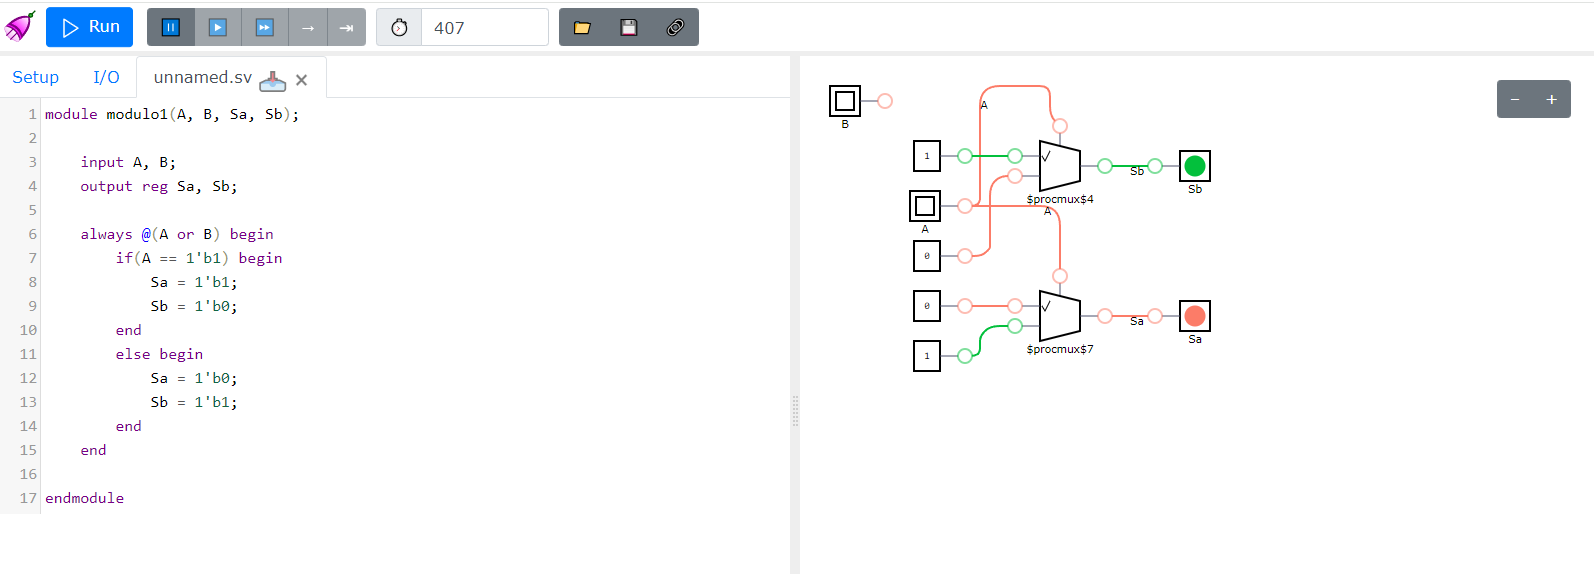 Run
407
Setup I/O unnamed.sv ×
1 module modulo1(A, B, Sa, Sb);
2
3 input A, B;
4 output reg Sa, Sb;
5
6 always @(A or B) begin
7 if(A == 1'b1) begin
8 Sa = 1'b1;
9 Sb = 1'b0;
10 end
11 else begin
12 Sa = 1'b0;
13 Sb = 1'b1;
14 end
15 end
16
17 endmodule
− +
B
A
1
Sb
Sb
$procmux$4
A
A
0
0
Sa
Sa
$procmux$7
1